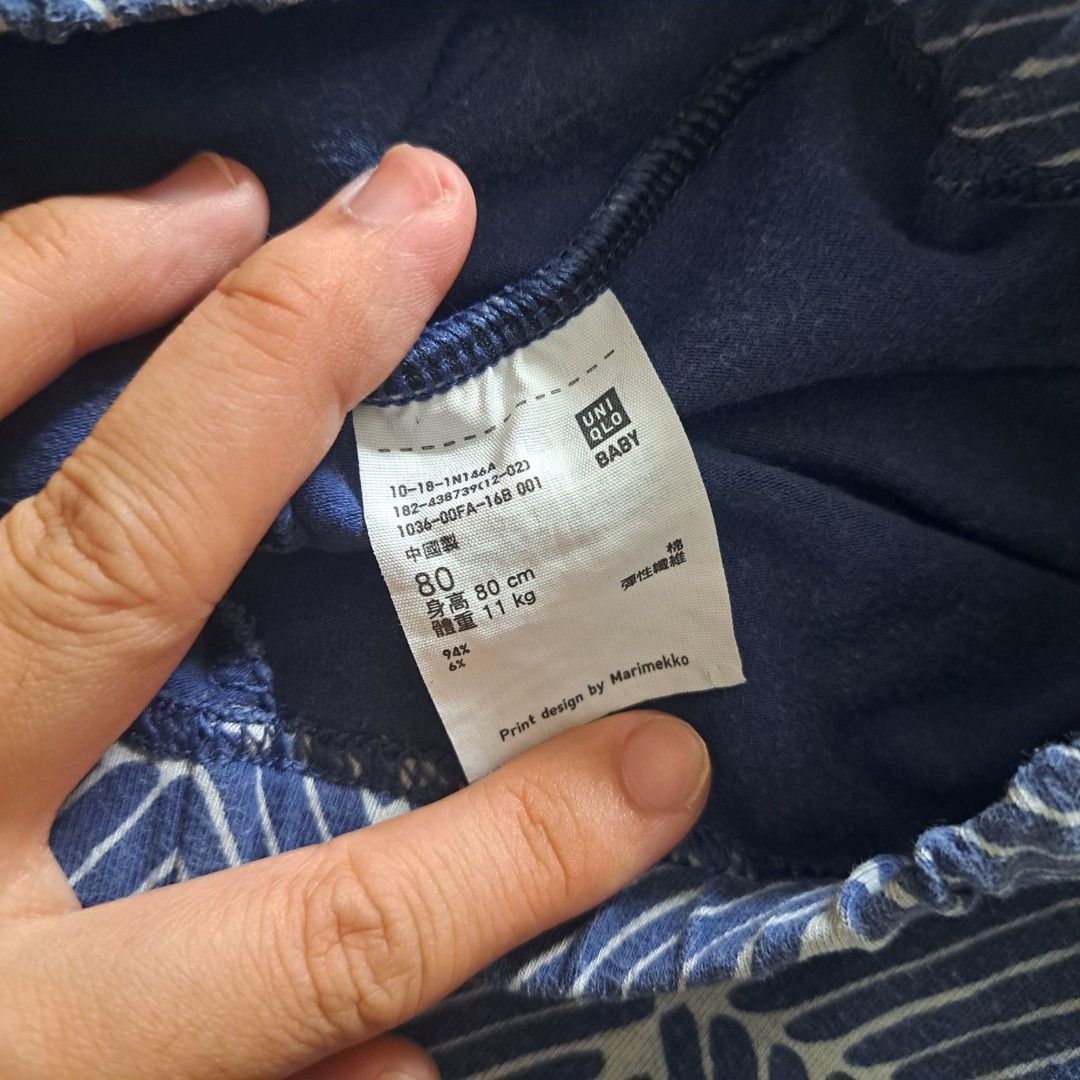 UNI
QLO
BABY
10-18-1N146A
182-438739(12-02)
1036-00FA-16B 001
中國製
80
身高 80 cm
體重 11 kg
棉
彈性纖維
94%
6%
Print design by Marimekko